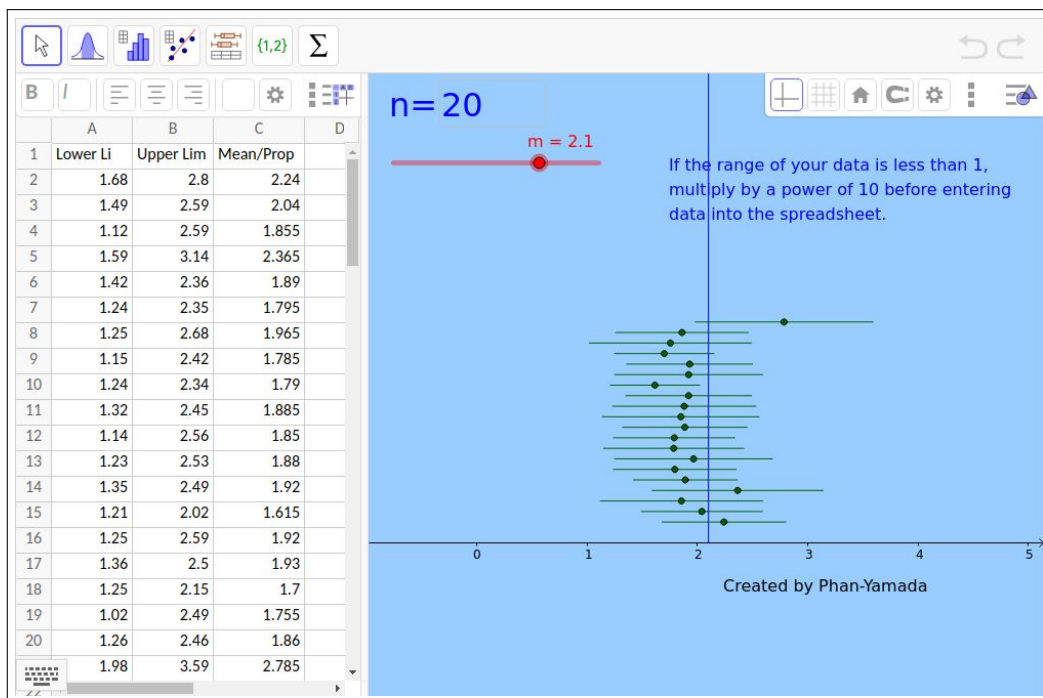 {1,2} Σ
B I
n=20
m = 2.1
If the range of your data is less than 1,
multiply by a power of 10 before entering
data into the spreadsheet.
A B C D
1 Lower Li Upper Lim Mean/Prop
2 1.68 2.8 2.24
3 1.49 2.59 2.04
4 1.12 2.59 1.855
5 1.59 3.14 2.365
6 1.42 2.36 1.89
7 1.24 2.35 1.795
8 1.25 2.68 1.965
9 1.15 2.42 1.785
10 1.24 2.34 1.79
11 1.32 2.45 1.885
12 1.14 2.56 1.85
13 1.23 2.53 1.88
14 1.35 2.49 1.92
15 1.21 2.02 1.615
16 1.25 2.59 1.92
17 1.36 2.5 1.93
18 1.25 2.15 1.7
19 1.02 2.49 1.755
20 1.26 2.46 1.86
1.98 3.59 2.785
0 1 2 3 4 5
Created by Phan-Yamada